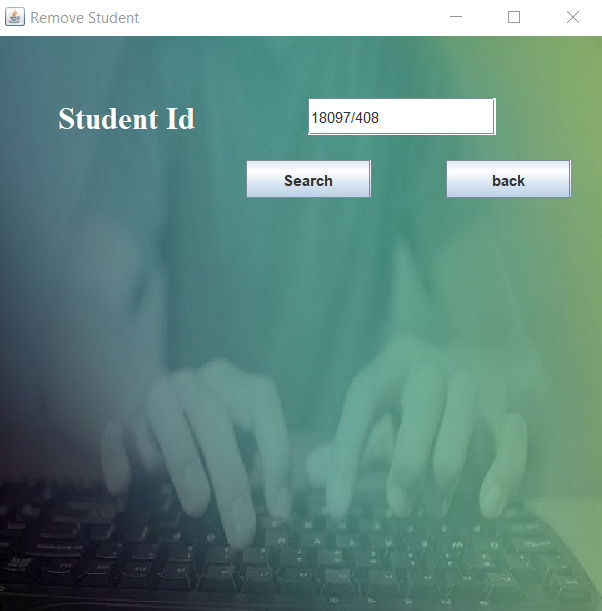 Remove Student
Student Id
18097/408
Search
back